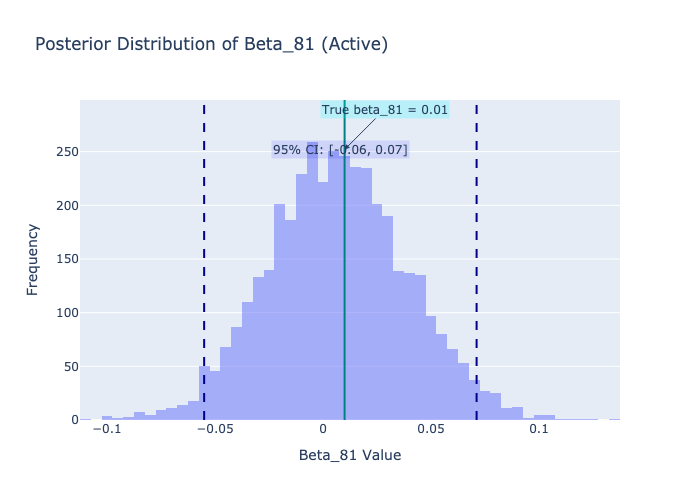 Posterior Distribution of Beta_81 (Active)
True beta_81 = 0.01
95% CI: [-0.06, 0.07]
250
200
150
100
50
0
Frequency
−0.1
−0.05
0
0.05
0.1
Beta_81 Value